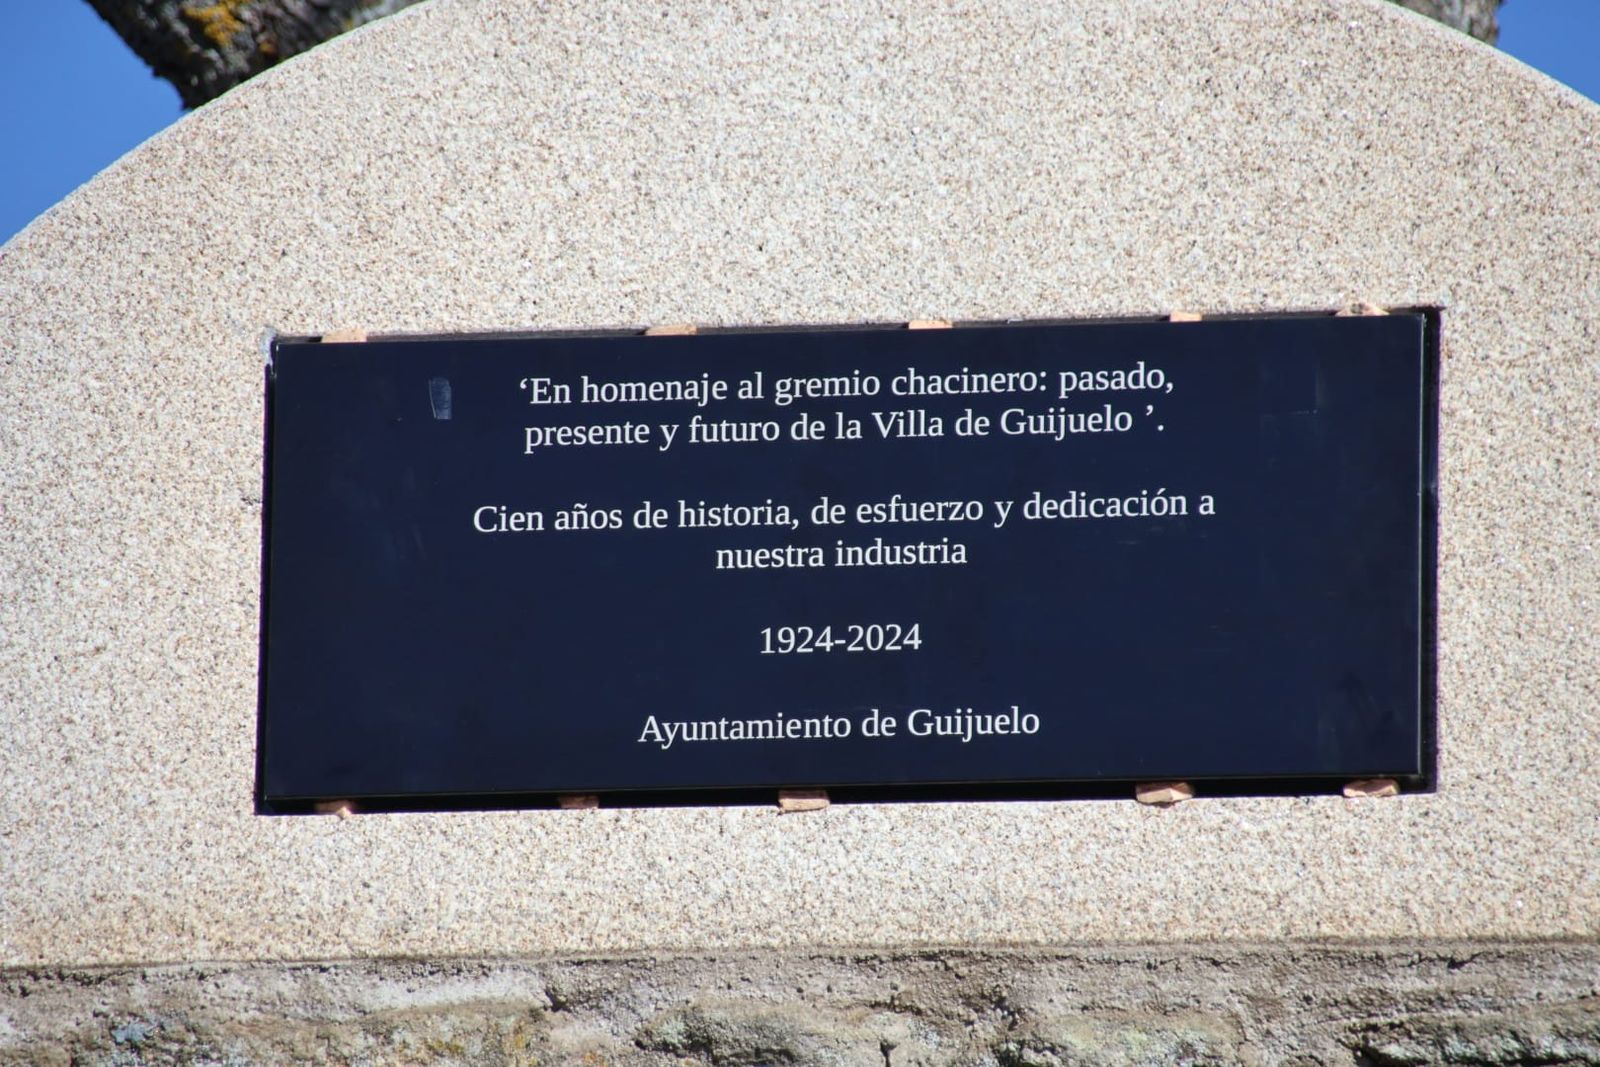 ‘En homenaje al gremio chacinero: pasado,
presente y futuro de la Villa de Guijuelo ’.
Cien años de historia, de esfuerzo y dedicación a
nuestra industria
1924-2024
Ayuntamiento de Guijuelo